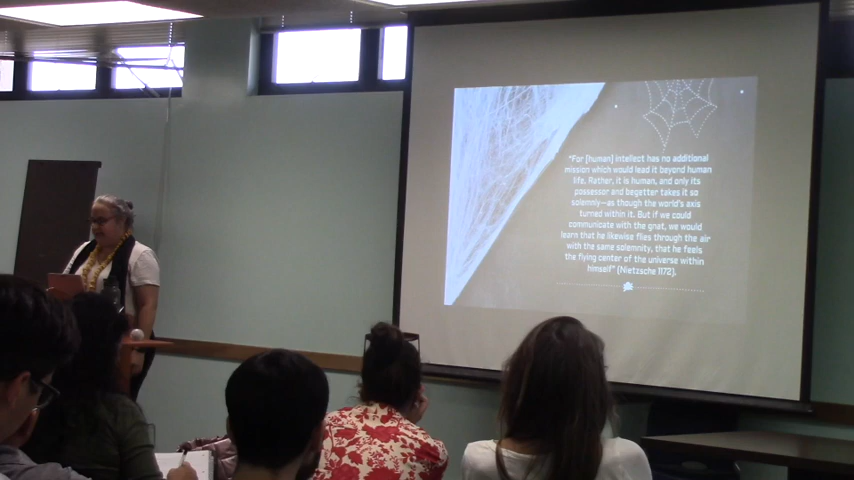 "For [human] intellect has no additional
mission which would lead it beyond human
life. Rather, it is human, and only its
possessor and begetter takes it so
solemnly—as though the world's axis
turned within it. But if we could
communicate with the gnat, we would
learn that he likewise flies through the air
with the same solemnity, that he feels
the flying center of the universe within
himself" (Nietzsche 1172).